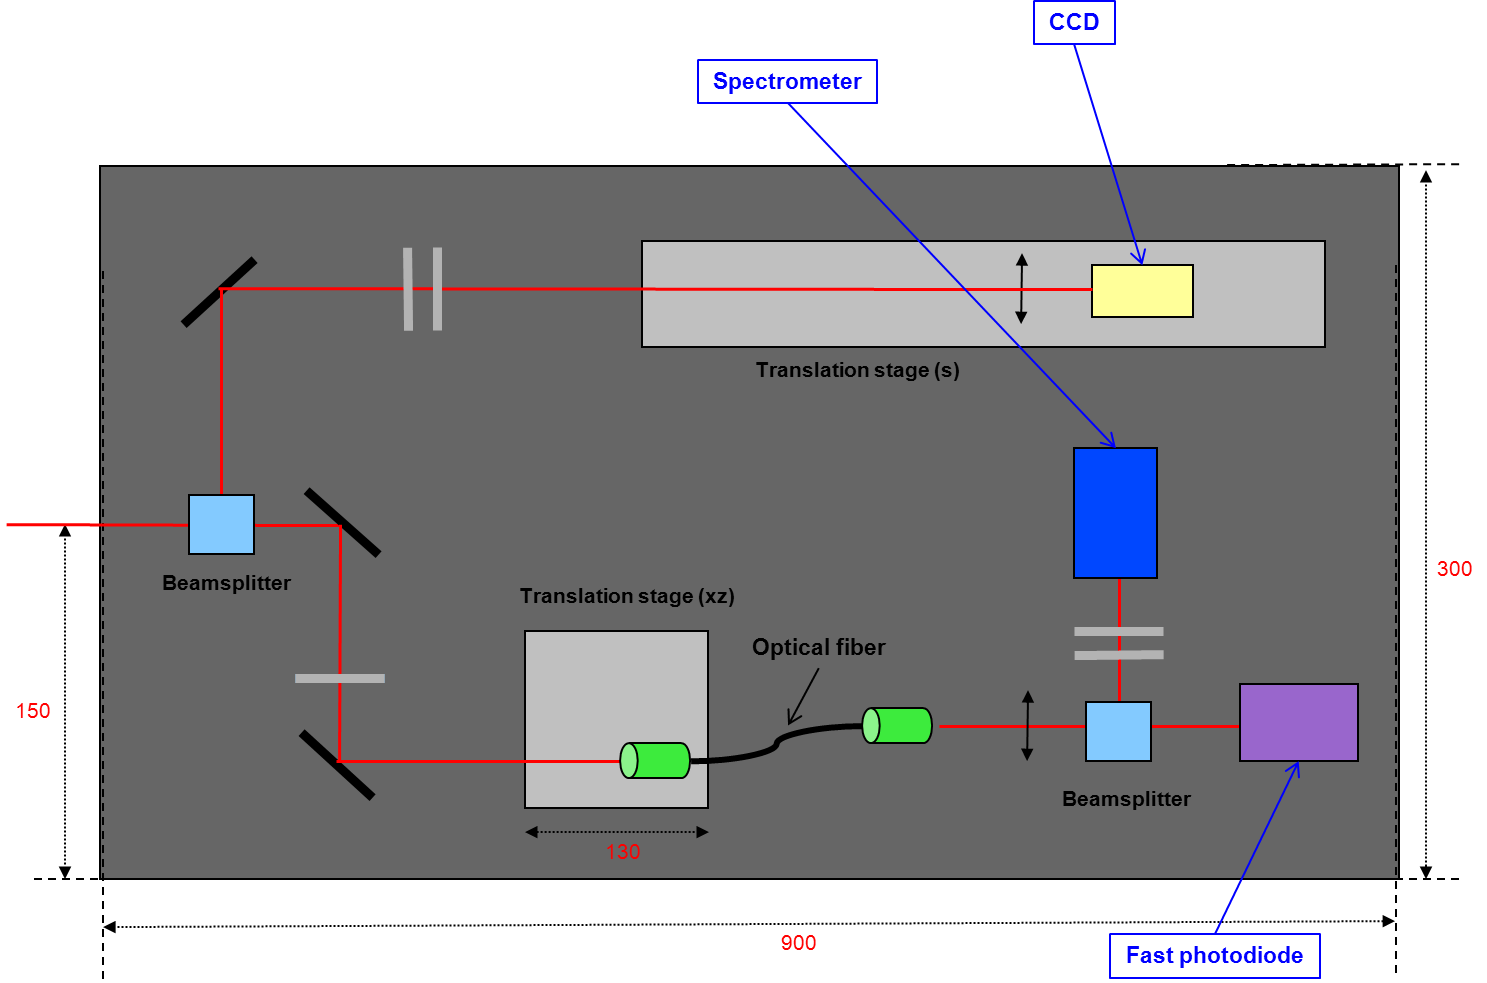 CCD
Spectrometer
Translation stage (s)
Beamsplitter
300
Translation stage (xz)
Optical fiber
150
Beamsplitter
130
900
Fast photodiode